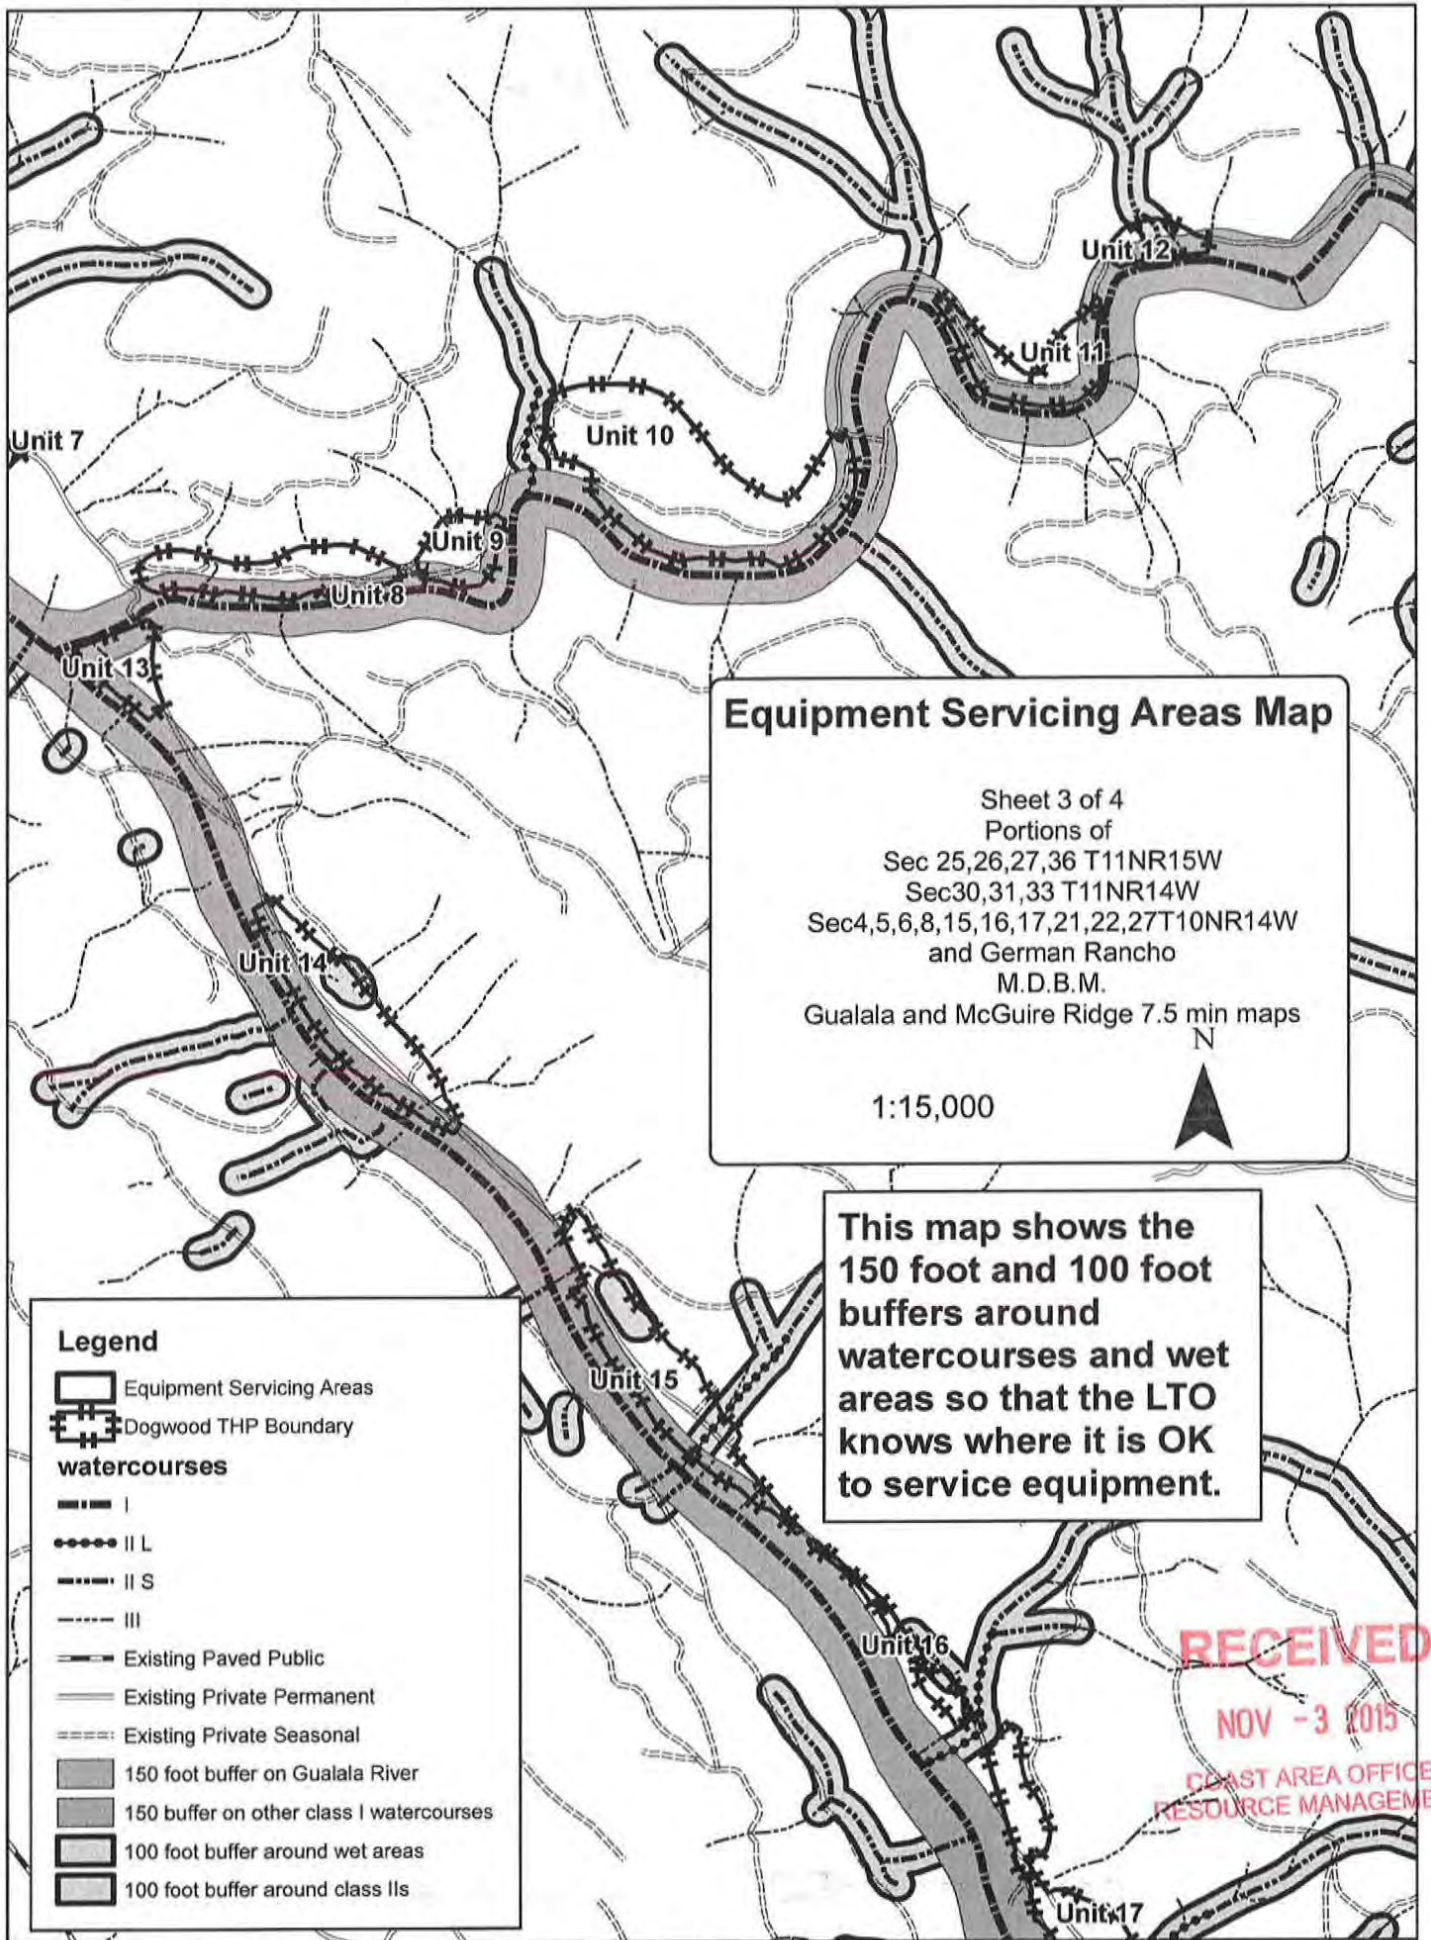 Unit 12
Unit 11
Unit 7
Unit 10
Unit 9
Unit 8
Unit 13
Equipment Servicing Areas Map
Sheet 3 of 4
Portions of
Sec 25,26,27,36 T11NR15W
Sec30,31,33 T11NR14W
Sec4,5,6,8,15,16,17,21,22,27T10NR14W
and German Rancho
M.D.B.M.
Gualala and McGuire Ridge 7.5 min maps
N
1:15,000
Unit 14
This map shows the
150 foot and 100 foot
buffers around
watercourses and wet
areas so that the LTO
knows where it is OK
to service equipment.
Unit 15
Unit 16
Unit 17
Legend
Equipment Servicing Areas
Dogwood THP Boundary
watercourses
I
II L
II S
III
Existing Paved Public
Existing Private Permanent
Existing Private Seasonal
150 foot buffer on Gualala River
150 buffer on other class I watercourses
100 foot buffer around wet areas
100 foot buffer around class IIs
RECEIVED
NOV -3 2015
COAST AREA OFFICE
RESOURCE MANAGEME